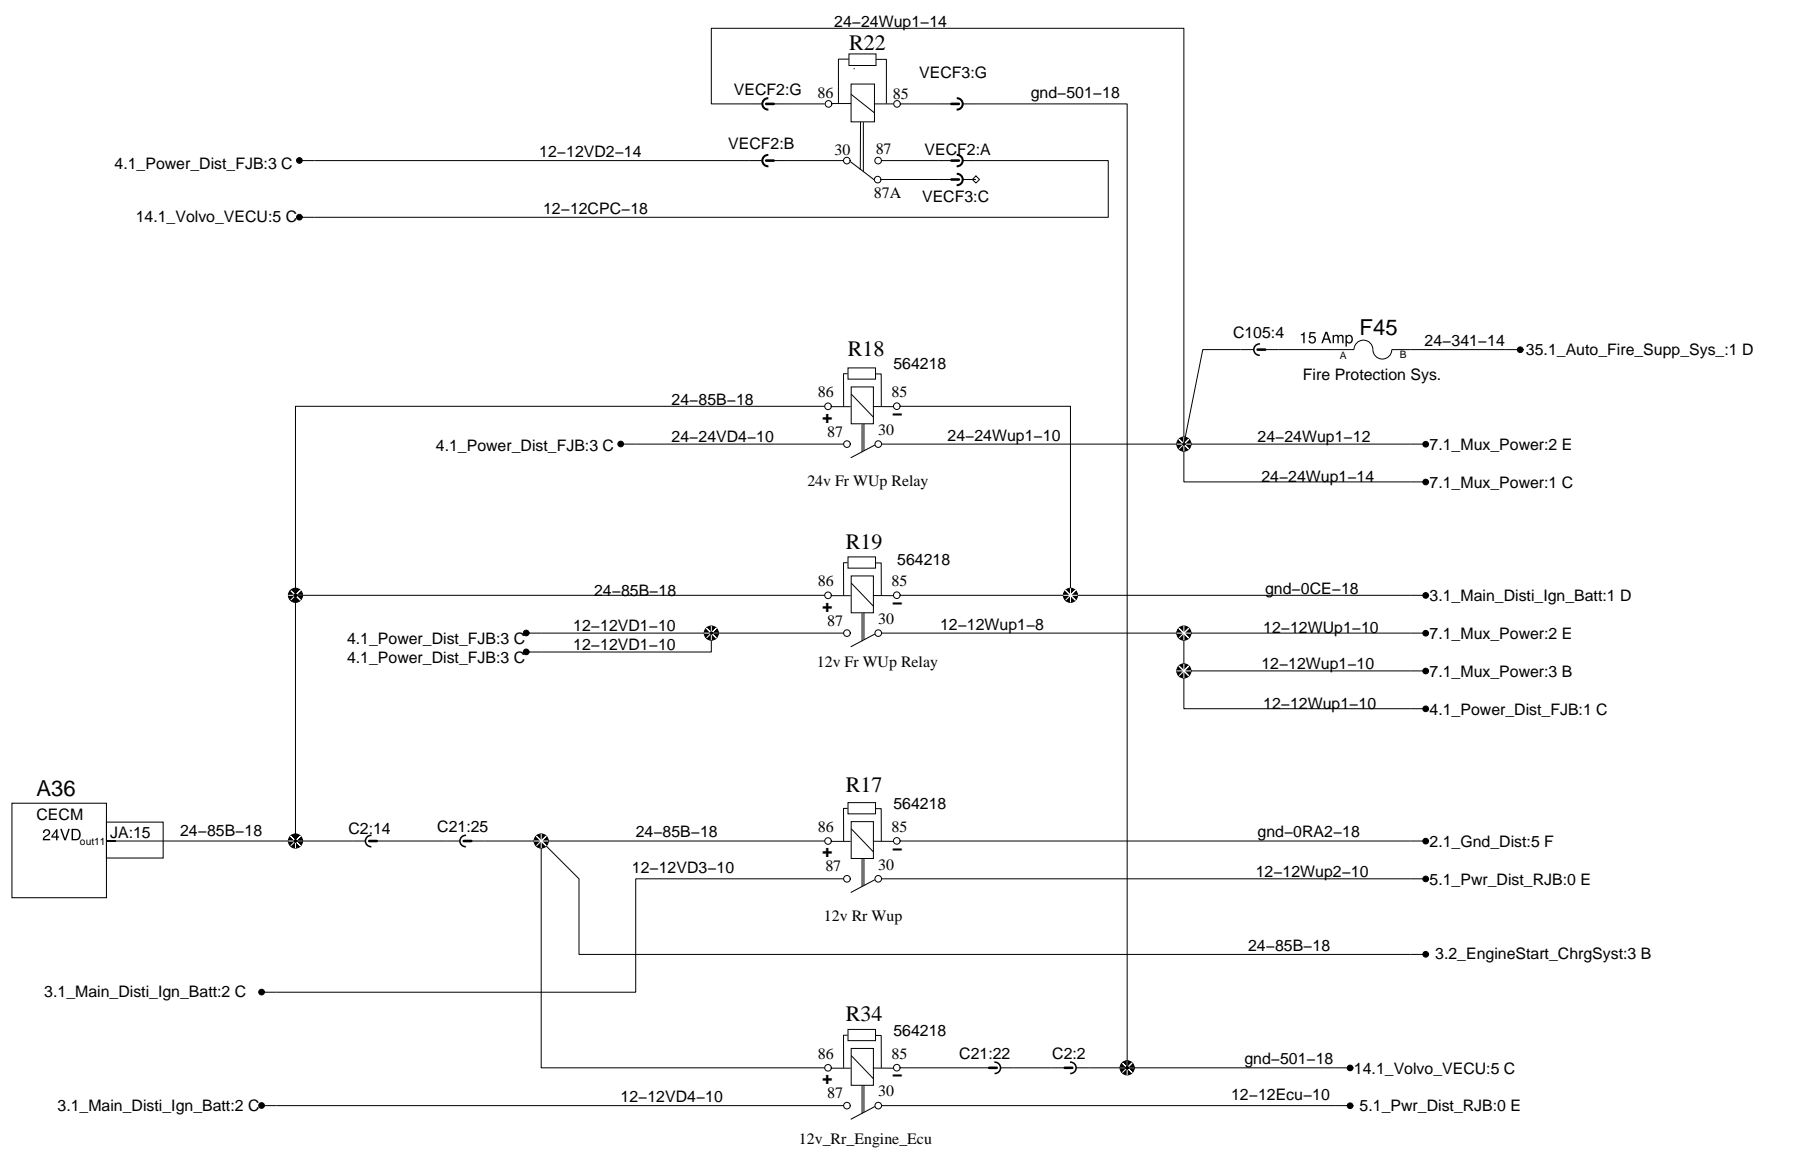 24–24Wup1–14
R22
VECF2:G
86
85
VECF3:G
gnd–501–18
4.1_Power_Dist_FJB:3 C
12–12VD2–14
VECF2:B
30
87
VECF2:A
87A
VECF3:C
14.1_Volvo_VECU:5 C
12–12CPC–18
R18
564218
86
85
24–85B–18
+
–
4.1_Power_Dist_FJB:3 C
24–24VD4–10
87
30
24–24Wup1–10
24v Fr WUp Relay
C105:4
15 Amp
F45
A
B
24–341–14
35.1_Auto_Fire_Supp_Sys_:1 D
Fire Protection Sys.
24–24Wup1–12
7.1_Mux_Power:2 E
24–24Wup1–14
7.1_Mux_Power:1 C
R19
564218
24–85B–18
86
85
+
–
gnd–0CE–18
3.1_Main_Disti_Ign_Batt:1 D
4.1_Power_Dist_FJB:3 C
12–12VD1–10
4.1_Power_Dist_FJB:3 C
12–12VD1–10
87
30
12–12Wup1–8
12v Fr WUp Relay
12–12WUp1–10
7.1_Mux_Power:2 E
12–12Wup1–10
7.1_Mux_Power:3 B
12–12Wup1–10
4.1_Power_Dist_FJB:1 C
A36
CECM
24VD
out11
JA:15
24–85B–18
C2:14
C21:25
24–85B–18
R17
564218
86
85
+
–
gnd–0RA2–18
2.1_Gnd_Dist:5 F
12–12VD3–10
87
30
12–12Wup2–10
5.1_Pwr_Dist_RJB:0 E
12v Rr Wup
24–85B–18
3.2_EngineStart_ChrgSyst:3 B
3.1_Main_Disti_Ign_Batt:2 C
R34
564218
86
85
+
–
C21:22
C2:2
gnd–501–18
14.1_Volvo_VECU:5 C
3.1_Main_Disti_Ign_Batt:2 C
12–12VD4–10
87
30
12–12Ecu–10
5.1_Pwr_Dist_RJB:0 E
12v_Rr_Engine_Ecu